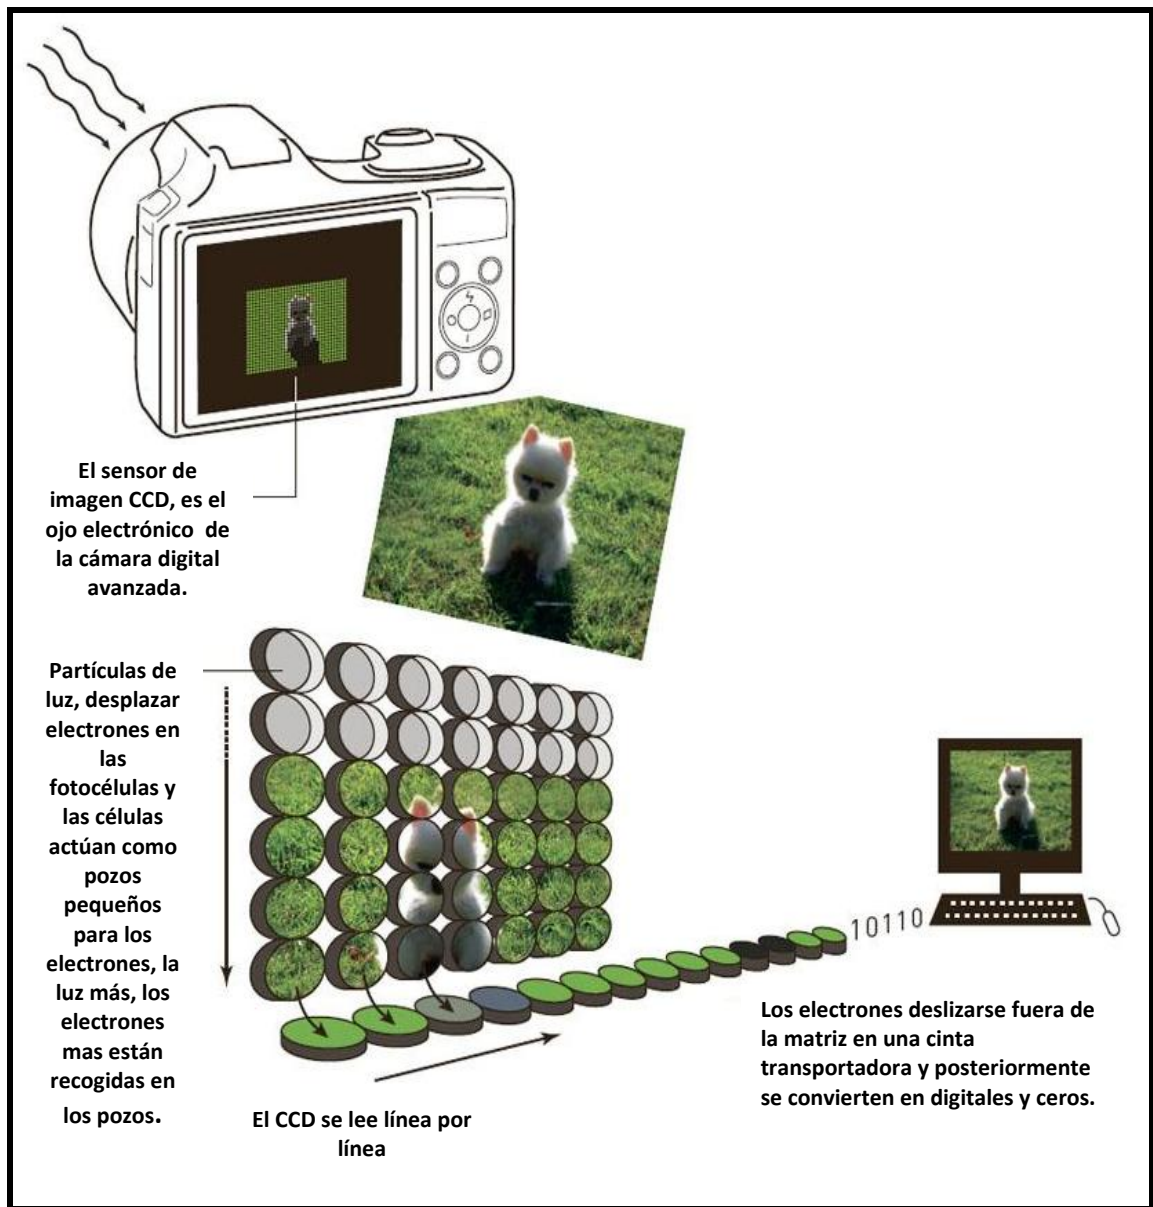 El sensor de
imagen CCD, es el
ojo electrónico de
la cámara digital
avanzada.
Partículas de
luz, desplazar
electrones en
las
fotocélulas y
las células
actúan como
pozos
pequeños
para los
electrones, la
luz más, los
electrones
mas están
recogidas en
los pozos.
10110
Los electrones deslizarse fuera de
la matriz en una cinta
transportadora y posteriormente
se convierten en digitales y ceros.
El CCD se lee línea por
línea